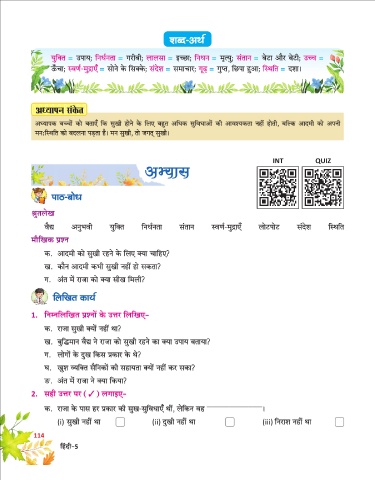 शब्द-अर्थ
युक्ति = उपाय; निर्धनता = गरीबी; लालसा = इच्छा; निधन = मृत्यु; संतान = बेटा और बेटी; उच्च =
ऊँचा; स्वर्ण-मुद्राएँ = सोने के सिक्के; संदेश = समाचार; गूढ़ = गुप्त, छिपा हुआ; स्थिति = दशा।
अध्यापन संकेत
अध्यापक बच्चों को बताएँ कि सुखी होने के लिए बहुत अधिक सुविधाओं की आवश्यकता नहीं होती, बल्कि आदमी को अपनी
मन:स्थिति को बदलना पड़ता है। मन सुखी, तो जगत् सुखी।
INT QUIZ
अभ्यास
पाठ-बोध
श्रुतलेख
वैद्य अनुभवी युक्ति निर्धनता संतान स्वर्ण-मुद्राएँ लोटपोट संदेश स्थिति
मौखिक प्रश्न
क. आदमी को सुखी रहने के लिए क्या चाहिए?
ख. कौन आदमी कभी सुखी नहीं हो सकता?
ग. अंत में राजा को क्या सीख मिली?
लिखित कार्य
1. निम्नलिखित प्रश्नों के उत्तर लिखिए-
क. राजा सुखी क्यों नहीं था?
ख. बुद्धिमान वैद्य ने राजा को सुखी रहने का क्या उपाय बताया?
ग. लोगों के दुख किस प्रकार के थे?
घ. खुश व्यक्ति सैनिकों की सहायता क्यों नहीं कर सका?
ङ. अंत में राजा ने क्या किया?
2. सही उत्तर पर (✓) लगाइए-
क. राजा के पास हर प्रकार की सुख-सुविधाएँ थीं, लेकिन वह ____________ ।
(i) सुखी नहीं था (ii) दुखी नहीं था (iii) निराश नहीं था
114
हिंदी-5